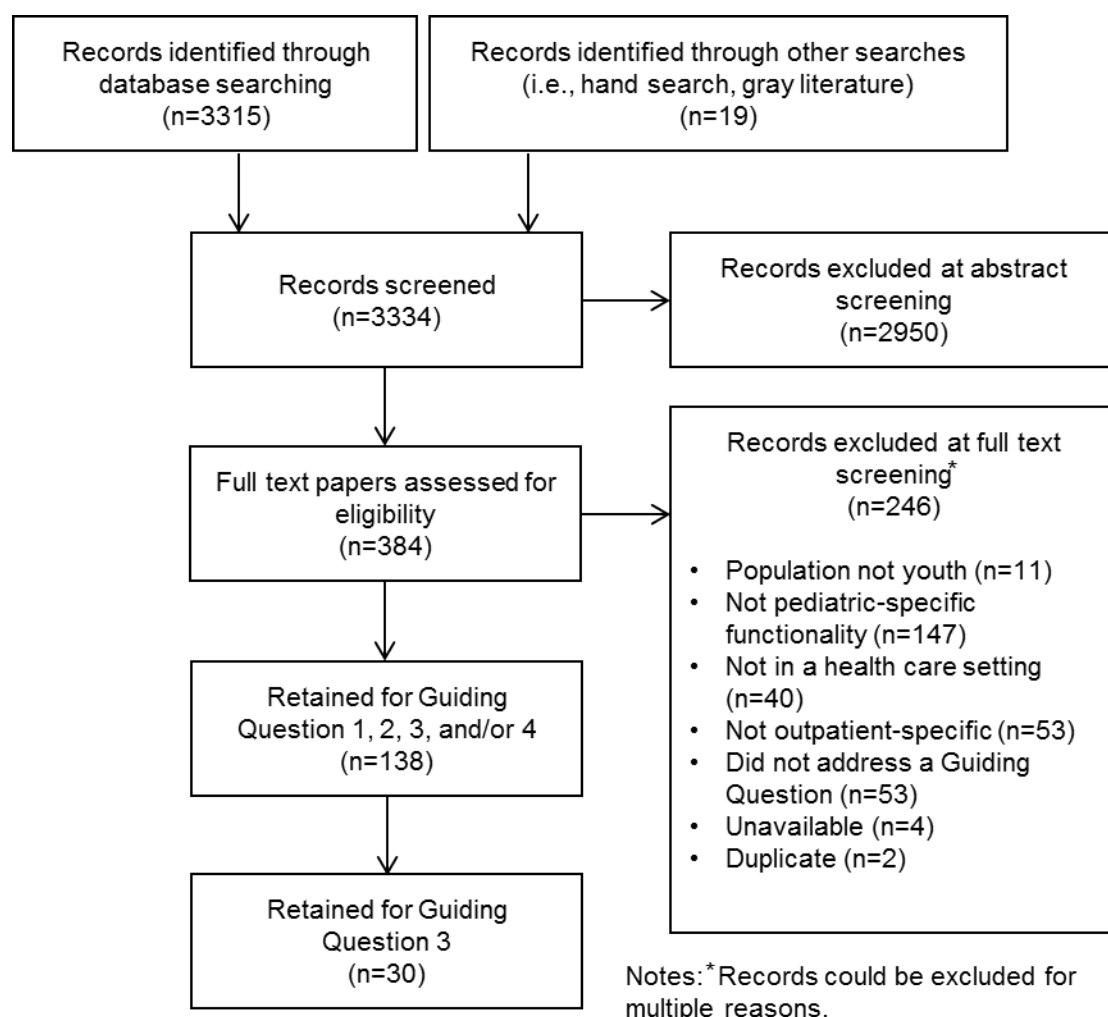 Records identified through
database searching
(n=3315)
Records identified through other searches
(i.e., hand search, gray literature)
(n=19)
Records screened
(n=3334)
Records excluded at abstract
screening
(n=2950)
Full text papers assessed for
eligibility
(n=384)
Records excluded at full text
screening*
(n=246)
• Population not youth (n=11)
• Not pediatric-specific
functionality (n=147)
• Not in a health care setting
(n=40)
• Not outpatient-specific (n=53)
• Did not address a Guiding
Question (n=53)
• Unavailable (n=4)
• Duplicate (n=2)
Retained for Guiding
Question 1, 2, 3, and/or 4
(n=138)
Retained for Guiding
Question 3
(n=30)
Notes:*Records could be excluded for
multiple reasons.